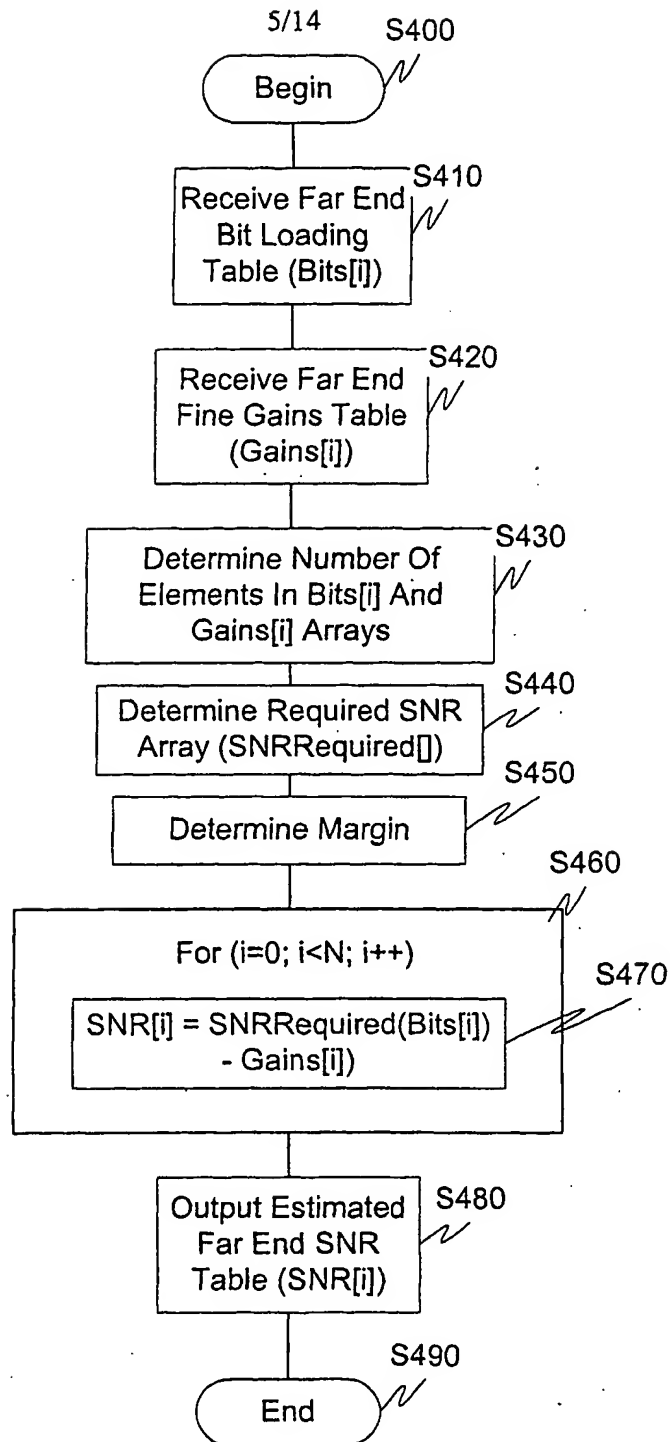 5/14
S400
Begin
S410
Receive Far End
Bit Loading
Table (Bits[i])
S420
Receive Far End
Fine Gains Table
(Gains[i])
S430
Determine Number Of
Elements In Bits[i] And
Gains[i] Arrays
S440
Determine Required SNR
Array (SNRRequired[])
S450
Determine Margin
S460
For (i=0; i<N; i++)
S470
SNR[i] = SNRRequired(Bits[i])
- Gains[i])
S480
Output Estimated
Far End SNR
Table (SNR[i])
S490
End